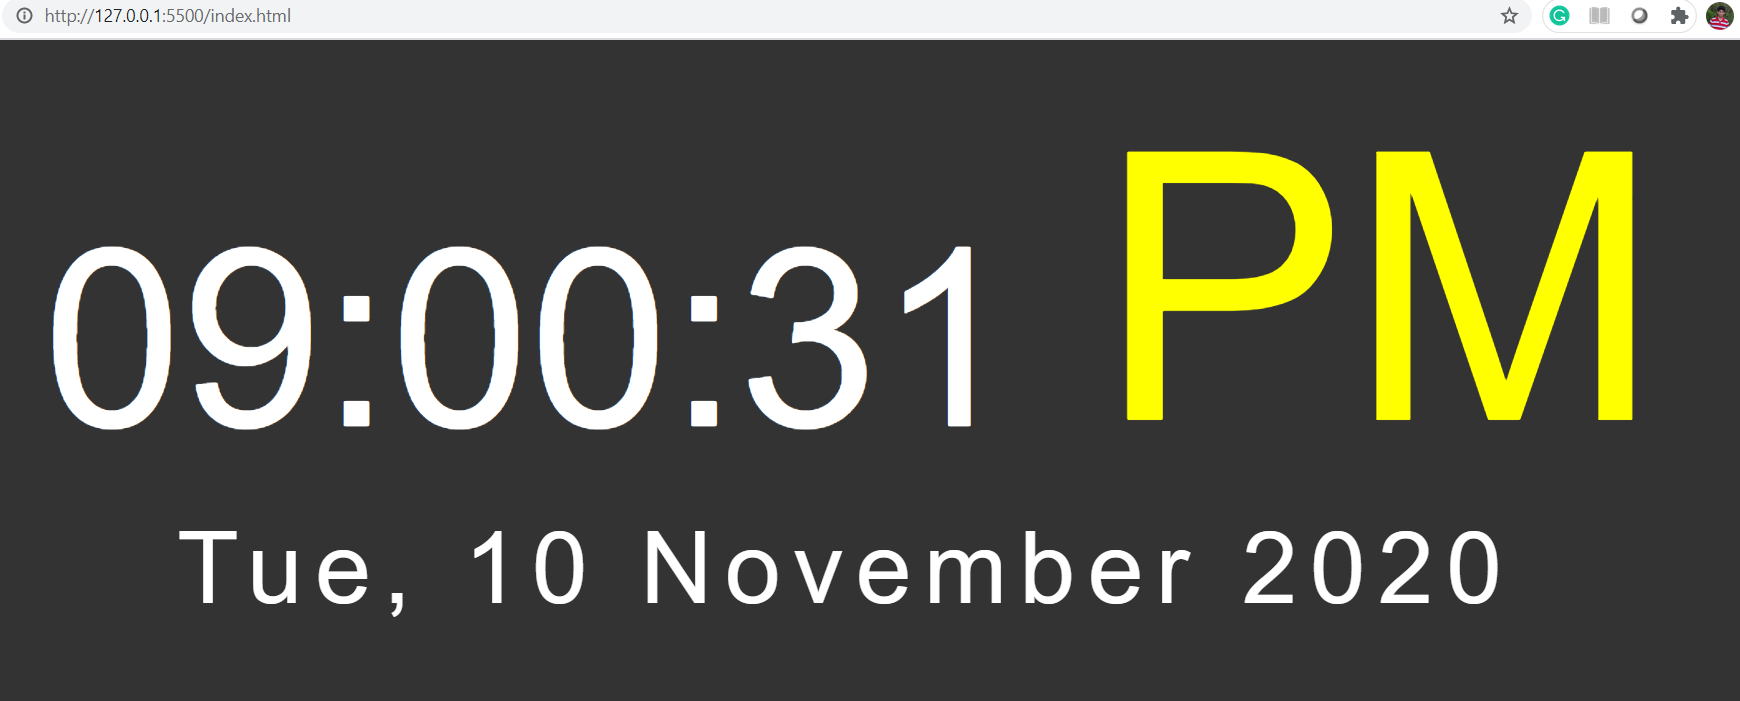 http://127.0.0.1:5500/index.html
09:00:31 PM
Tue, 10 November 2020